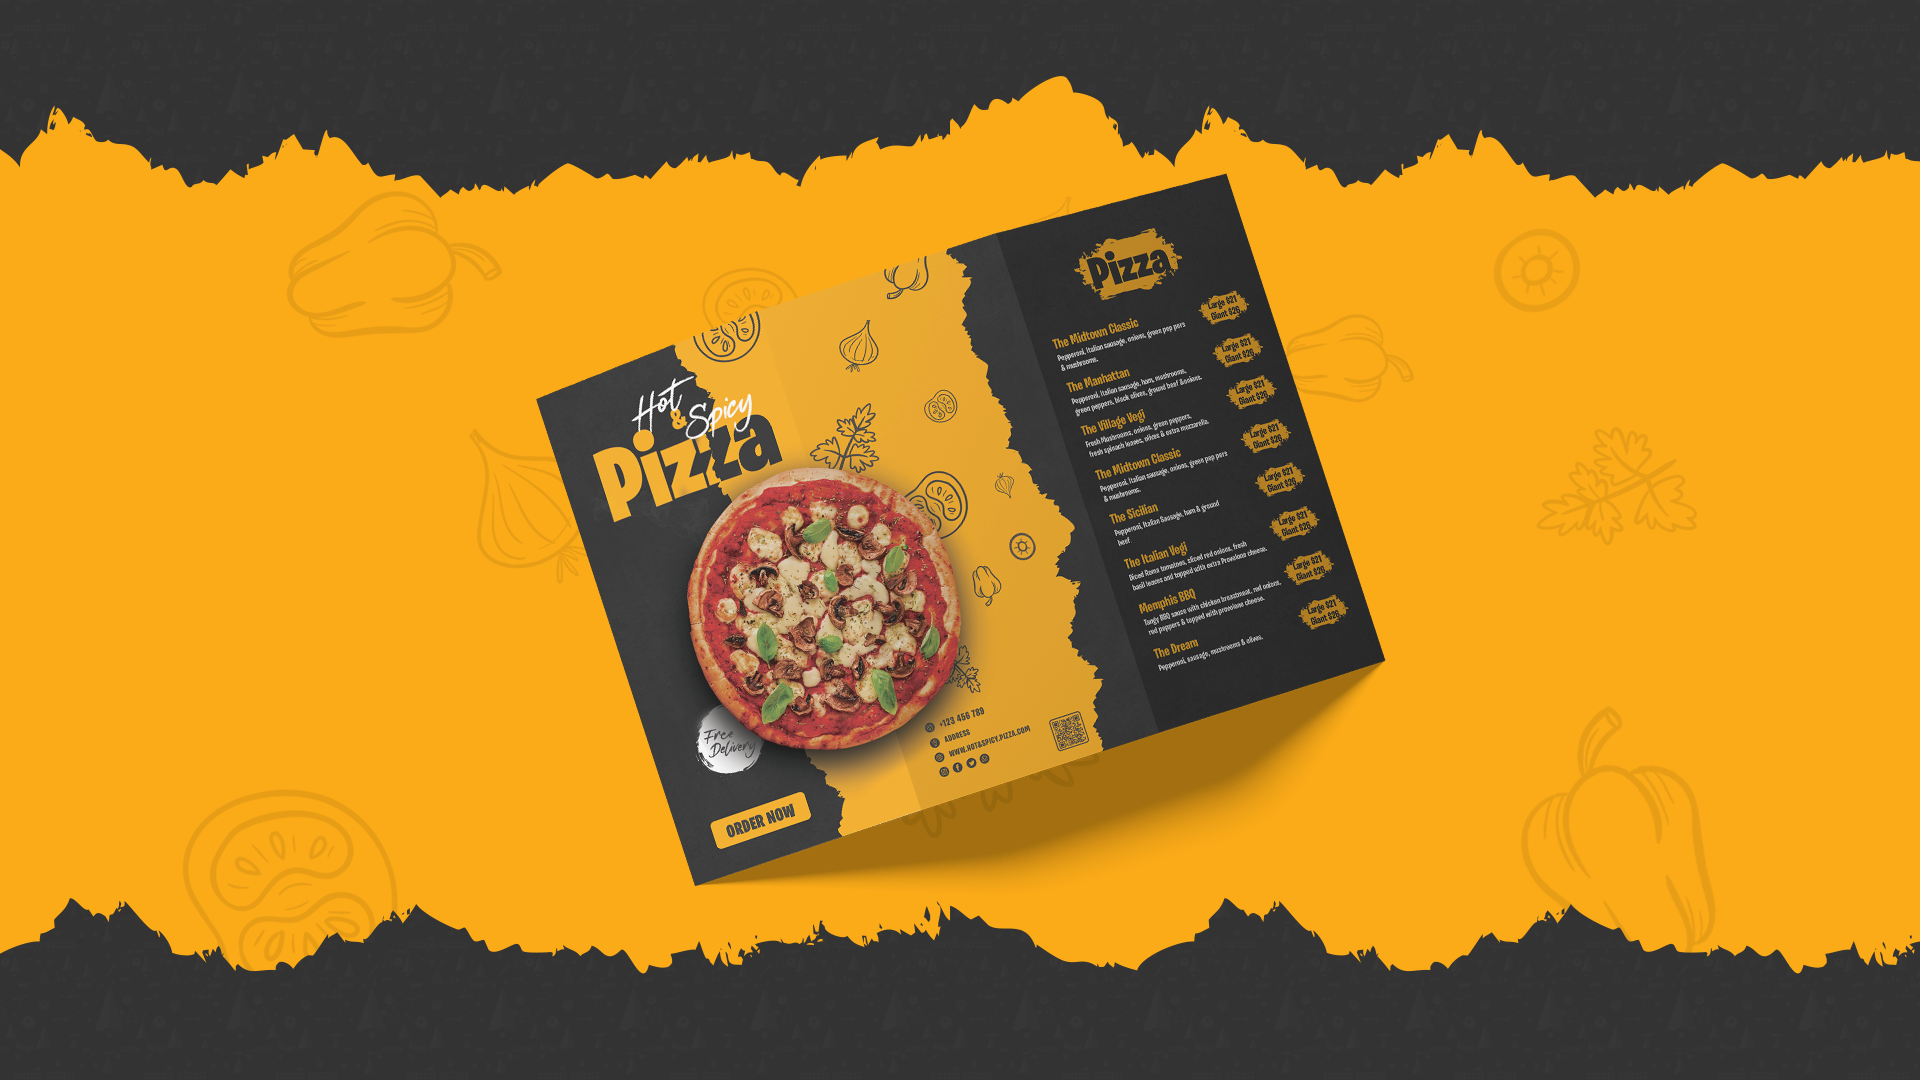 Hot
& Spicy
Pizza
Free
Delivery
ORDER NOW
+123 456 789
ADDRESS
WWW.HOT&SPICY.PIZZA.COM
Pizza
The Midtown Classic
Pepperoni, Italian sausage, onions, green pep pers
& mushrooms.
Large $21
Giant $26
The Manhattan
Pepperoni, Italian sausage, ham, mushrooms,
green peppers, black olives, ground beef &onions.
Large $21
Giant $26
The Village Vegi
Fresh Mushrooms, onions, green peppers,
fresh spinach leaves, olives & extra mozzarella.
Large $21
Giant $26
The Midtown Classic
Pepperoni, Italian sausage, onions, green pep pers
& mushrooms.
Large $21
Giant $26
The Sicilian
Pepperoni, Italian Sausage, ham & ground
beef
Large $21
Giant $26
The Italian Vegi
Diced Roma tomatoes, sliced red onions, fresh
basil leaves and topped with extra Provolone cheese.
Large $21
Giant $26
Memphis BBQ
Tangy BBQ sauce with chicken breastmeat, red onions,
red peppers & topped with provolone cheese.
Large $21
Giant $26
The Dream
Pepperoni, sausage, mushrooms & olives.
Large $21
Giant $26